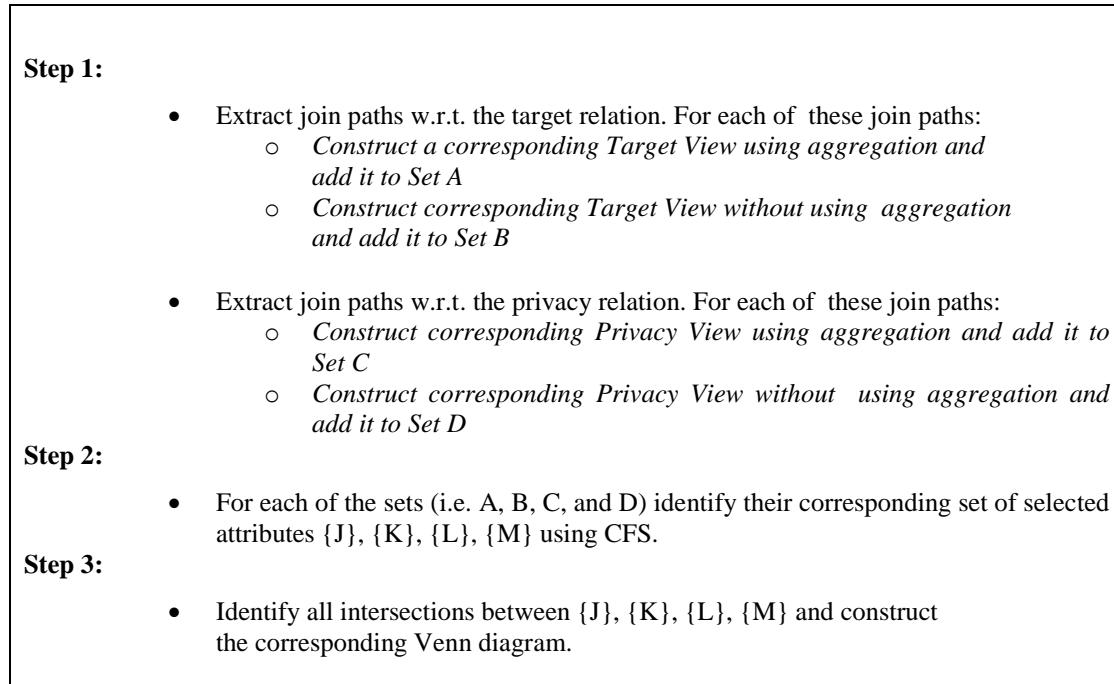 Step 1:
• Extract join paths w.r.t. the target relation. For each of these join paths:
o Construct a corresponding Target View using aggregation and
add it to Set A
o Construct corresponding Target View without using aggregation
and add it to Set B
• Extract join paths w.r.t. the privacy relation. For each of these join paths:
o Construct corresponding Privacy View using aggregation and add it to
Set C
o Construct corresponding Privacy View without using aggregation and
add it to Set D
Step 2:
• For each of the sets (i.e. A, B, C, and D) identify their corresponding set of selected
attributes {J}, {K}, {L}, {M} using CFS.
Step 3:
• Identify all intersections between {J}, {K}, {L}, {M} and construct
the corresponding Venn diagram.